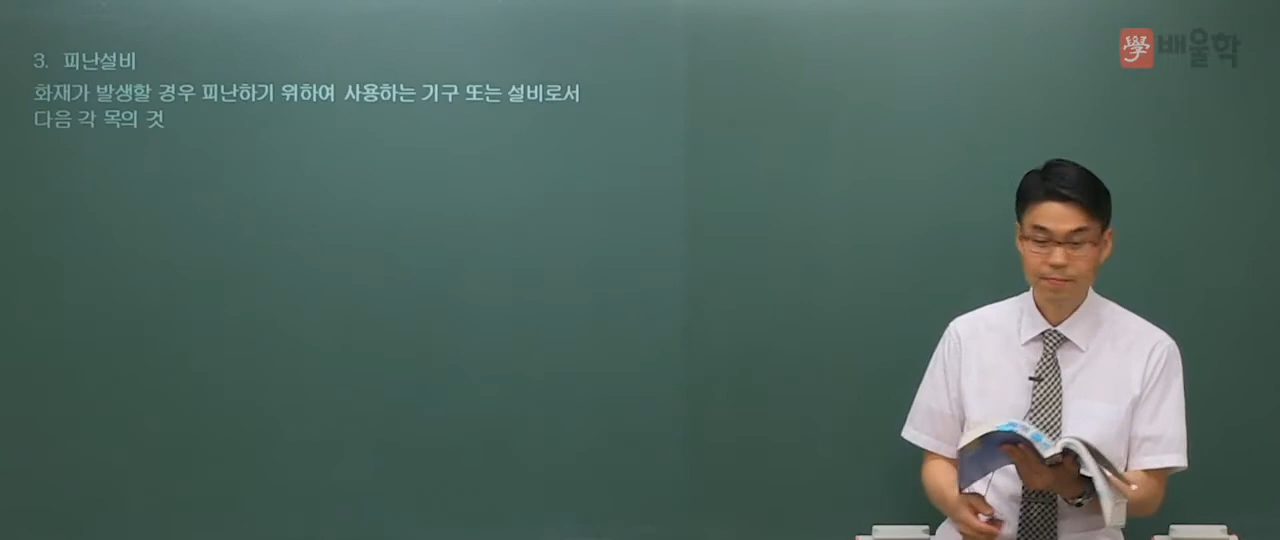 3. 피난설비
화재가 발생할 경우 피난하기 위하여 사용하는 기구 또는 설비로서
다음 각 목의 것
學 배울학